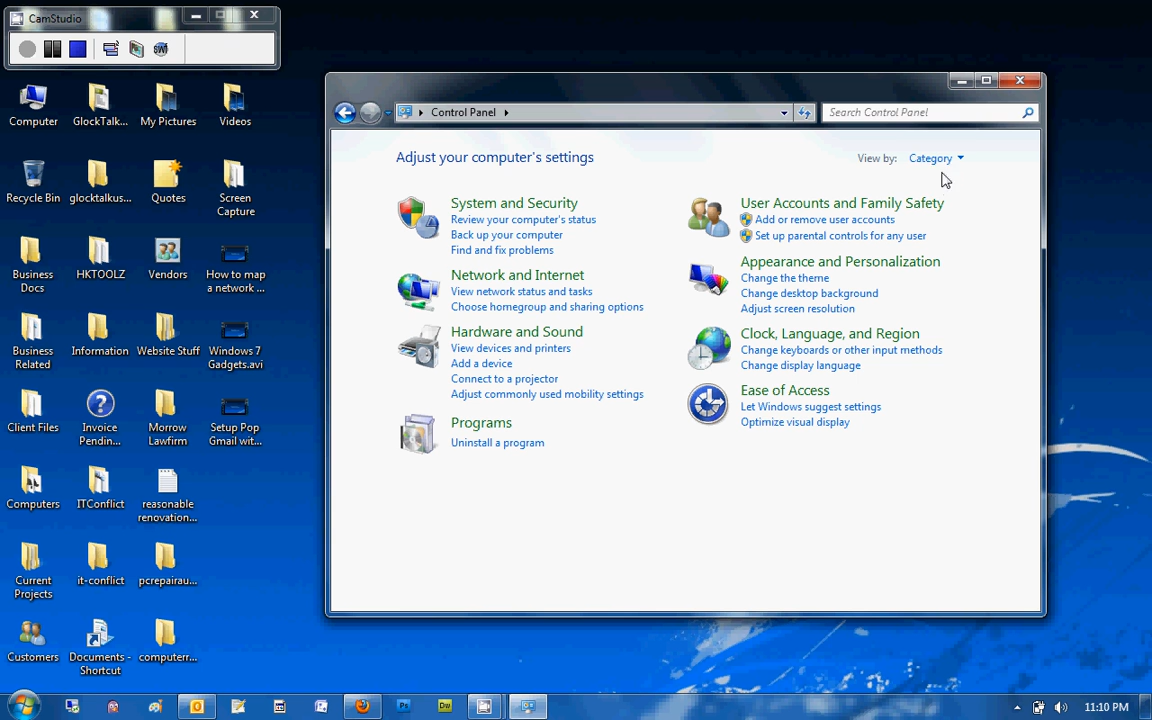 CamStudio
Computer
GlockTalk...
My Pictures
Videos
Recycle Bin
glocktalkus...
Quotes
Screen
Capture
Business
Docs
HKTOOLZ
Vendors
How to map
a network ...
Business
Related
Information
Website Stuff
Windows 7
Gadgets.avi
Client Files
Invoice
Pendin...
Morrow
Lawfirm
Setup Pop
Gmail wit...
Computers
ITConflict
reasonable
renovation...
Current
Projects
it-conflict
pcrepairau...
Customers
Documents -
Shortcut
computerr...
Control Panel
Search Control Panel
Adjust your computer's settings
View by: Category
System and Security
Review your computer's status
Back up your computer
Find and fix problems
Network and Internet
View network status and tasks
Choose homegroup and sharing options
Hardware and Sound
View devices and printers
Add a device
Connect to a projector
Adjust commonly used mobility settings
Programs
Uninstall a program
User Accounts and Family Safety
Add or remove user accounts
Set up parental controls for any user
Appearance and Personalization
Change the theme
Change desktop background
Adjust screen resolution
Clock, Language, and Region
Change keyboards or other input methods
Change display language
Ease of Access
Let Windows suggest settings
Optimize visual display
Ps
Dw
11:10 PM